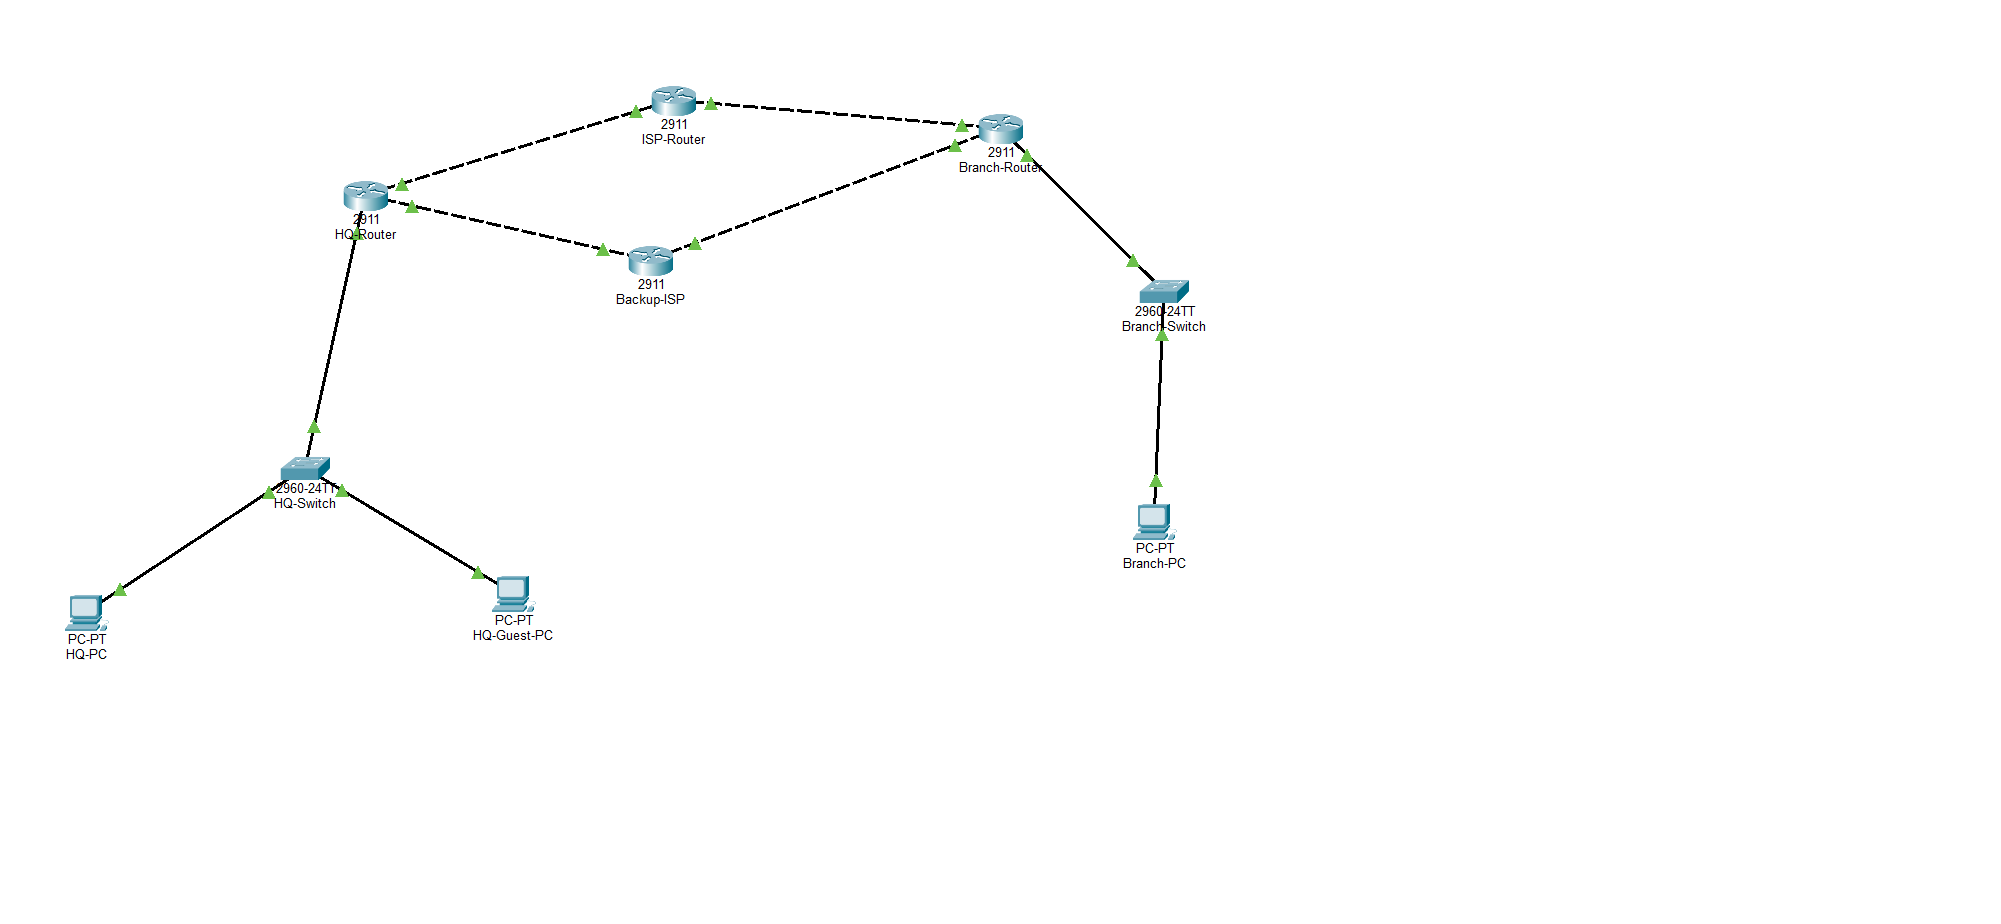 2911
ISP-Router
2911
Branch-Router
2911
HQ-Router
2911
Backup-ISP
2960-24TT
Branch-Switch
2960-24TT
HQ-Switch
PC-PT
Branch-PC
PC-PT
HQ-Guest-PC
PC-PT
HQ-PC